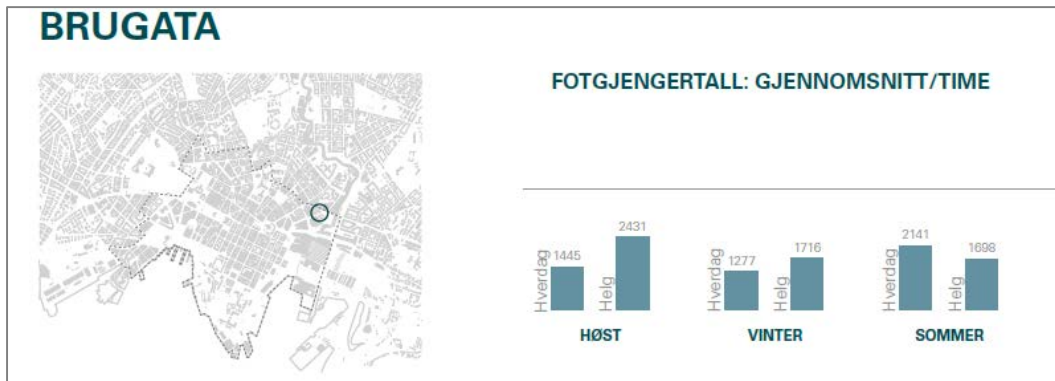 BRUGATA
FOTGJENGERTALL: GJENNOMSNITT/TIME
Hverdag
1445
Helg
2431
HØST
Hverdag
1277
Helg
1716
VINTER
Hverdag
2141
Helg
1698
SOMMER